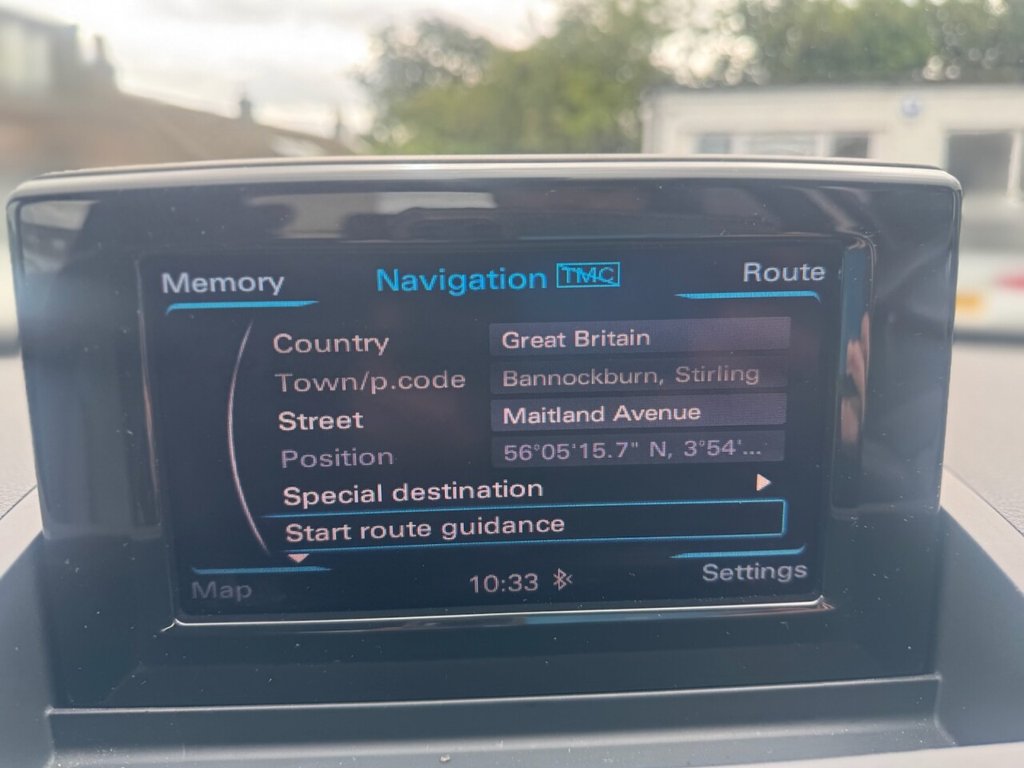 Memory Navigation TMC Route
Country Great Britain
Town/p.code Bannockburn, Stirling
Street Maitland Avenue
Position 56°05'15.7" N, 3°54'...
Special destination
Start route guidance
Map 10:33 Settings